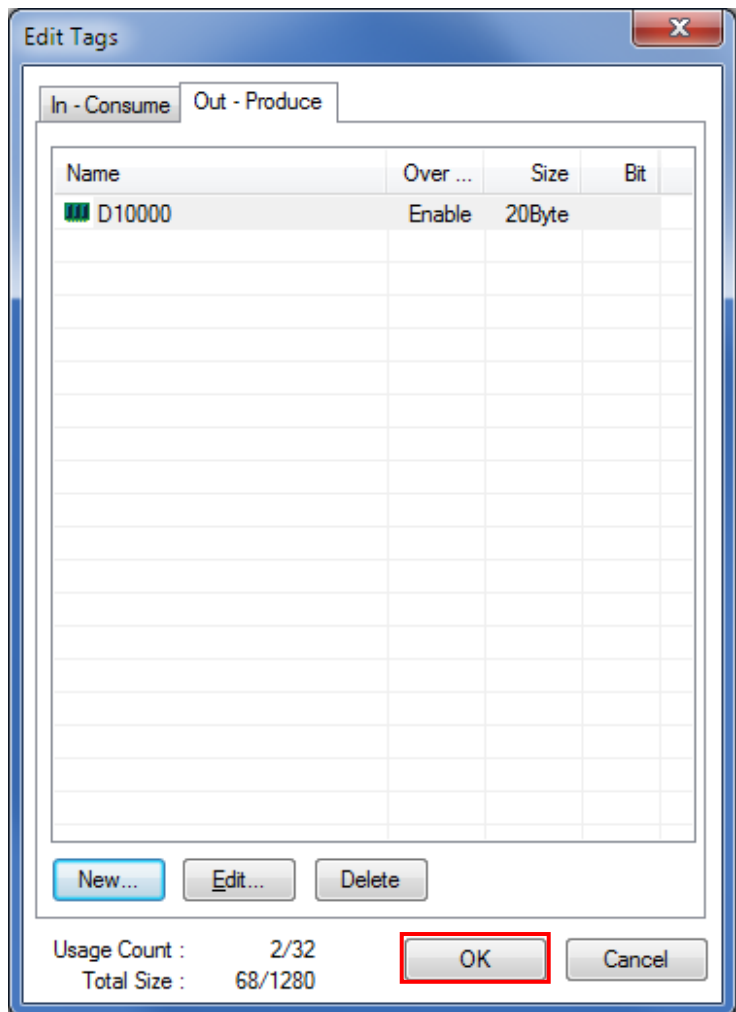 Edit Tags
In - Consume Out - Produce
Name Over ... Size Bit
D10000 Enable 20Byte
New... Edit... Delete
Usage Count : 2/32
Total Size : 68/1280
OK Cancel